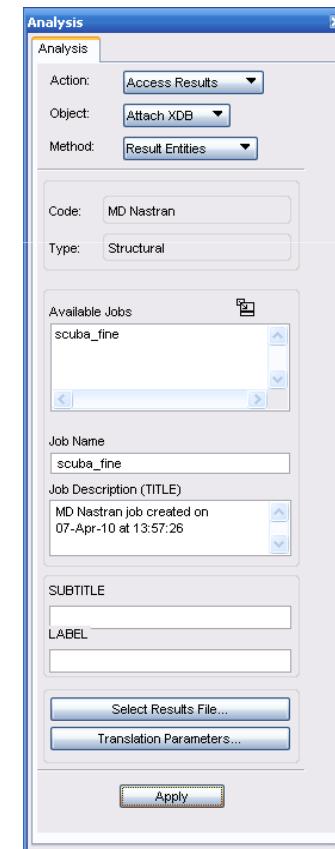 Analysis
Analysis
Action: Access Results
Object: Attach XDB
Method: Result Entities
Code: MD Nastran
Type: Structural
Available Jobs
scuba_fine
Job Name
scuba_fine
Job Description (TITLE)
MD Nastran job created on
07-Apr-10 at 13:57:26
SUBTITLE
LABEL
Select Results File...
Translation Parameters...
Apply